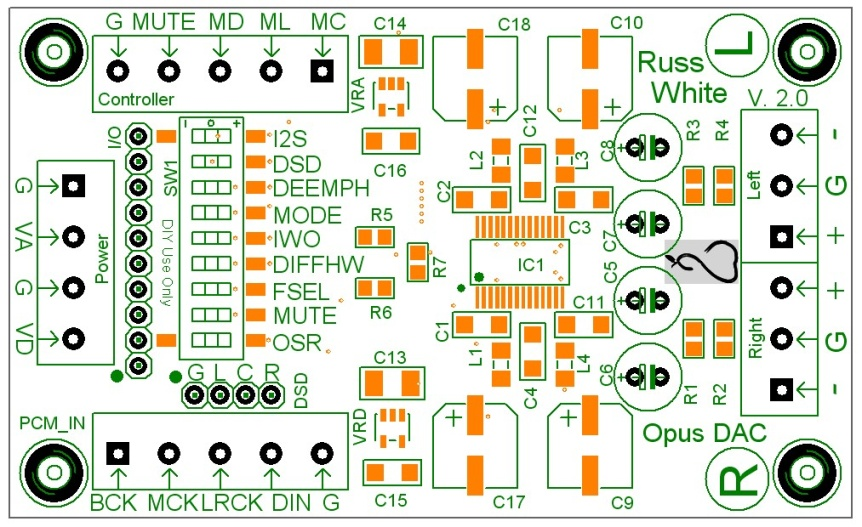 G MUTE MD ML MC
Controller
C14
C18
C10
L
Russ
White
V. 2.0
VRA
C16
C12
C8
R3
R4
I/O
- o +
I2S
DSD
DEEMPH
MODE
IWO
DIFFHW
FSEL
MUTE
OSR
SW1
DIY Use Only
G
VA
G
VD
Power
L2
L3
C2
C3
R5
R7
R6
IC1
C7
C5
C6
Left
-
G
+
+
G
-
Right
C1
C11
L1
L4
C4
R1
R2
G L C R
DSD
C13
VRD
C15
C17
C9
Opus DAC
R
PCM_IN
BCK MCK LRCK DIN G